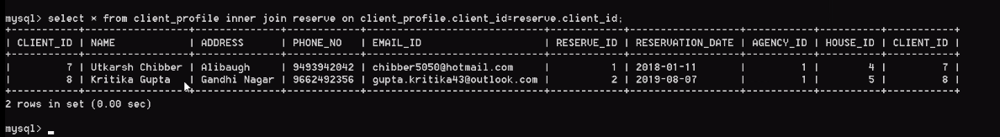 mysql> select * from client_profile inner join reserve on client_profile.client_id=reserve.client_id;
+-----------+-----------------+--------------+------------+---------------------------+------------+------------------+-----------+----------+-----------+
| CLIENT_ID | NAME            | ADDRESS      | PHONE_NO   | EMAIL_ID                  | RESERVE_ID | RESERVATION_DATE | AGENCY_ID | HOUSE_ID | CLIENT_ID |
+-----------+-----------------+--------------+------------+---------------------------+------------+------------------+-----------+----------+-----------+
|         7 | Utkarsh Chibber | Alibaugh     | 9493942042 | chibber5050@hotmail.com   |          1 | 2018-01-11       |         1 |        4 |         7 |
|         8 | Kritika Gupta   | Gandhi Nagar | 9662492356 | gupta.kritika43@outlook.com |          2 | 2019-08-07       |         1 |        5 |         8 |
+-----------+-----------------+--------------+------------+---------------------------+------------+------------------+-----------+----------+-----------+
2 rows in set (0.00 sec)
mysql> _